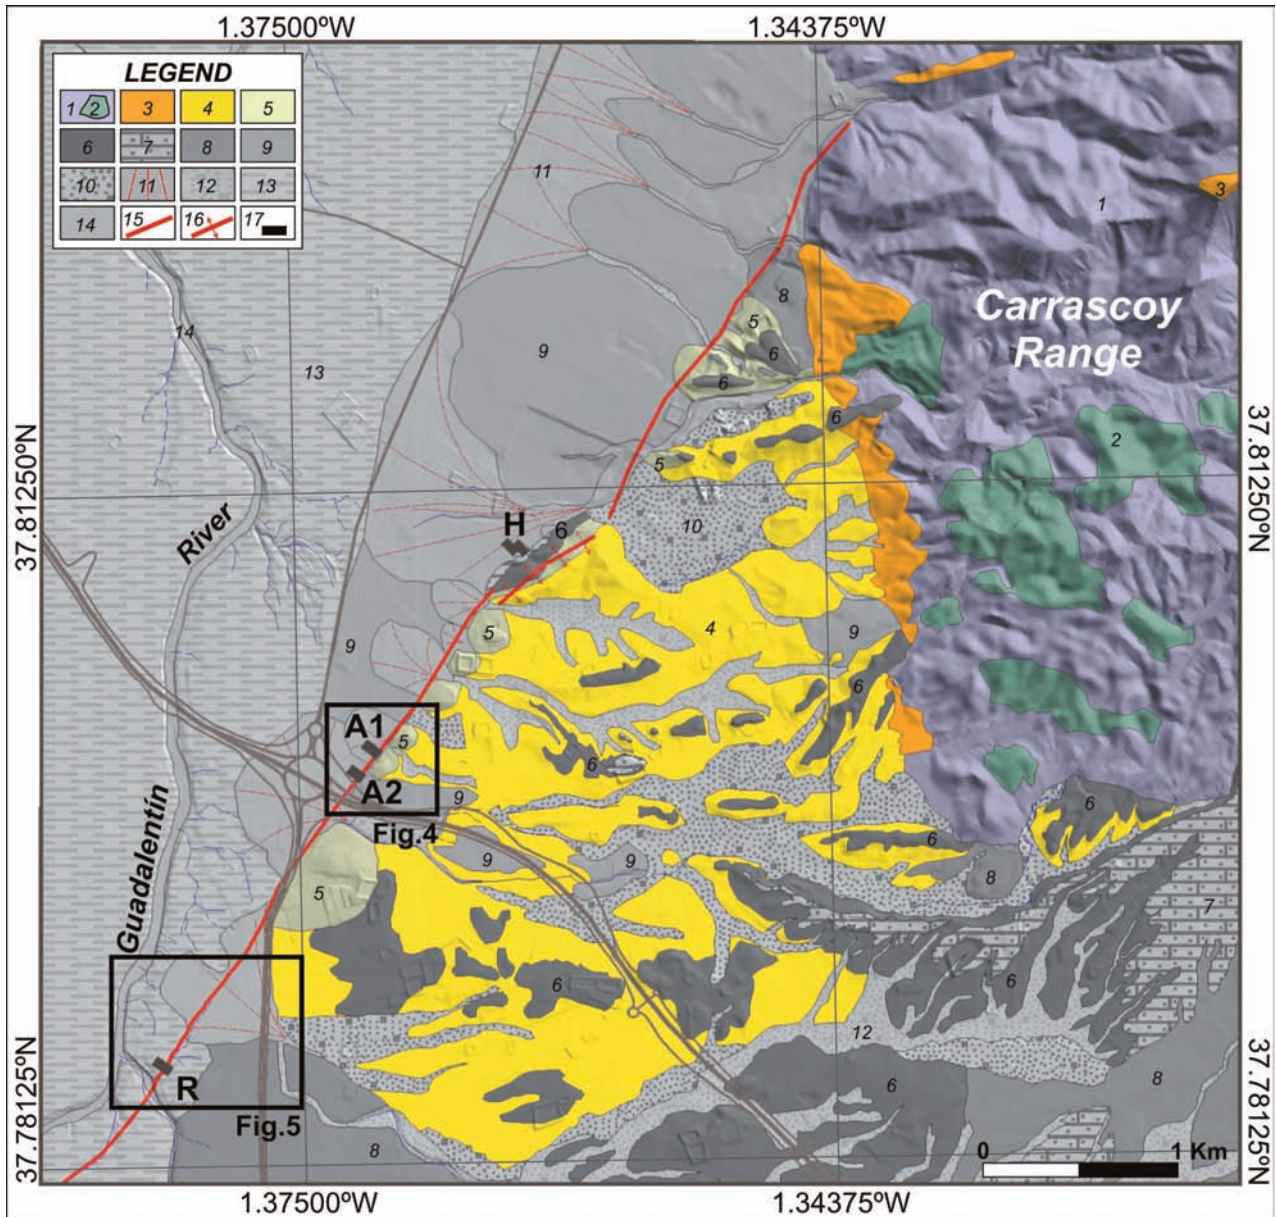 1.37500ºW 1.34375ºW
LEGEND
1 2 3 4 5
6 7 8 9
10 11 12 13
14 15 16 17
11
1
3
8
Carrascoy
Range
5
14
6
9
13
6
6
2
37.81250ºN
37.81250ºN
5
River
10
H
6
4
9
5
9
6
A1
5
6
A2
9
6
Fig.4
6
9
9
8
5
7
Guadalentín
6
6
12
R
6
8
37.78125ºN
37.78125ºN
Fig.5
8
0 1 Km
1.37500ºW 1.34375ºW